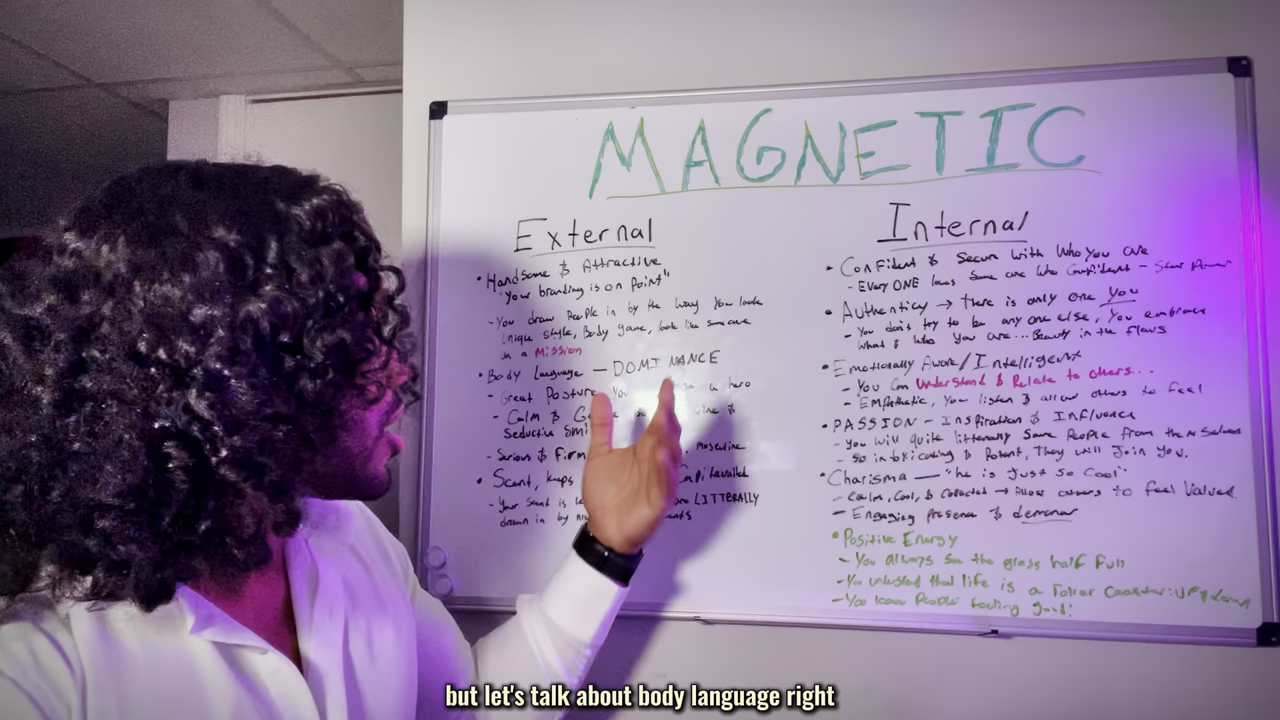 MAGNETIC
External
• Handsome & Attractive
"Your branding is on Point"
- You draw People in by the way You look
Unique style, Body game, look like someone
on a Mission
• Body Language — DOMINANCE
- Great Posture You a hero
- Calm &
Seductive
- Serious & Firm Masculine
• Scent, keeps
- Your scent is LITTERALLY
drawn in by
Internal
• Confident & Secure with Who You are
- Every ONE loves Some one Who Confident -
• Authenticy → there is only one You
- You don't try to be any one else, You embrace
what & who You are... Beauty in the flaws
• Emotionally Aware/Intelligent
- You Can Understand & Relate to others...
- Empathetic, You listen & allow others to feel
• PASSION - Inspiration & Influence
- You will quite litterally Save People from themselves
- So intoxicating & Potent, They will Join You.
• Charisma — "he is Just so Cool"
- Calm, Cool, & Collected → Allow others to feel Valued
- Engaging Presence & demenor
• Positive Energy
- You always see the glass half Full
- You understand that life is a roller Coaster: UP & down
- You leave People feeling good!
but let's talk about body language right